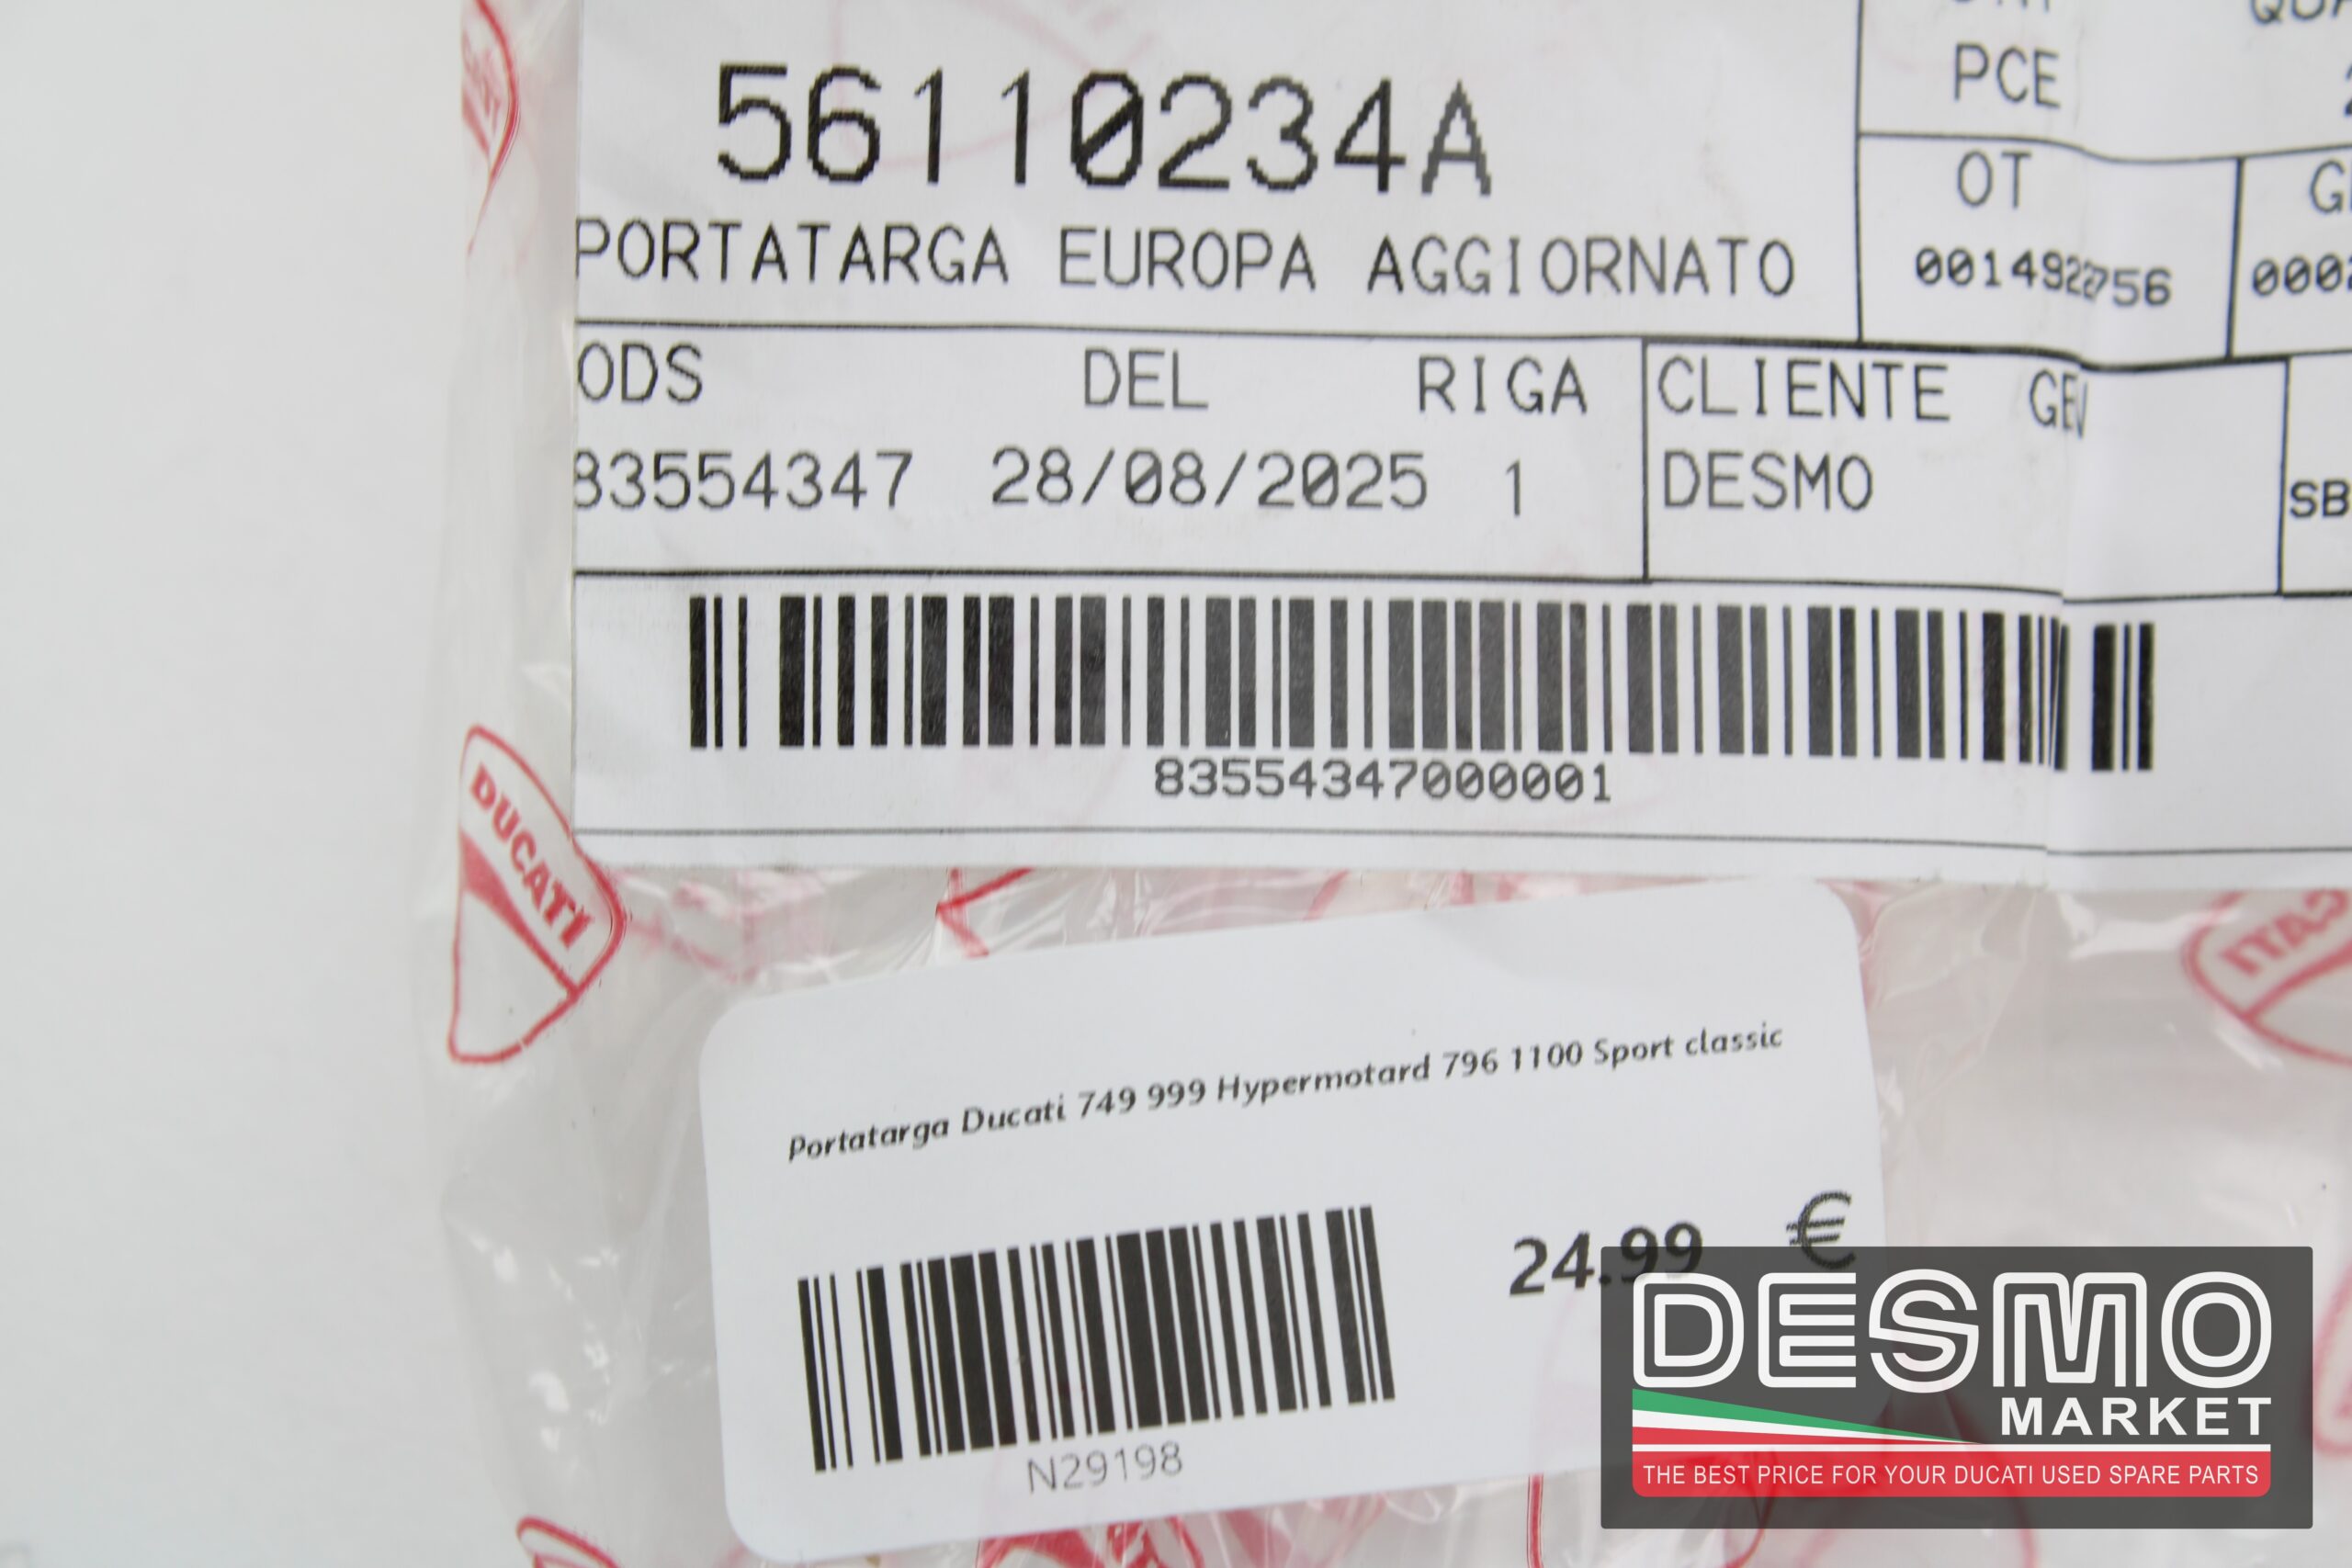 56110234A
PCE
PORTATARGA EUROPA AGGIORNATO
OT
ODS DEL RIGA
CLIENTE
83554347 28/08/2025 1
DESMO
83554347000001
DUCATI
Portatarga Ducati 749 999 Hypermotard 796 1100 Sport classic
24.99 €
N29198
DESMO
MARKET
THE BEST PRICE FOR YOUR DUCATI USED SPARE PARTS